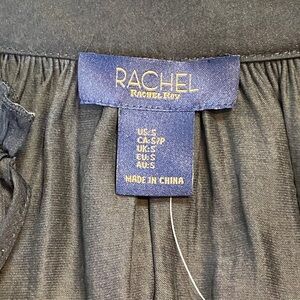 RACHEL
RACHEL ROY
US:S
CA:S/P
UK:S
EU:S
AU:S
MADE IN CHINA